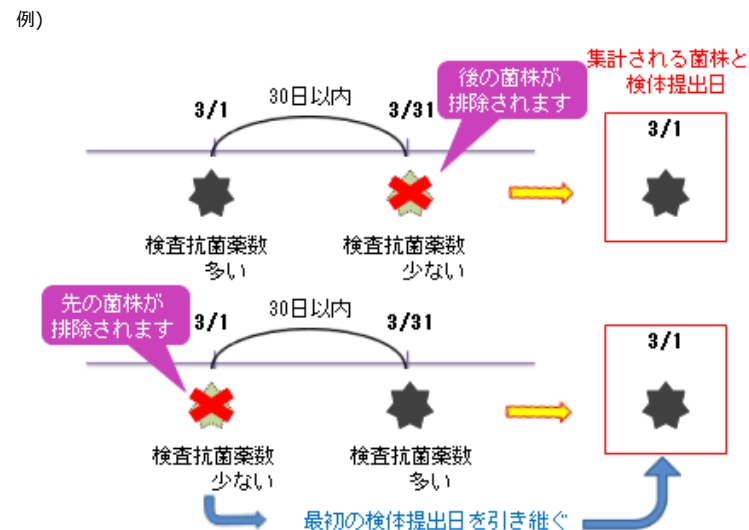 例)
集計される菌株と
検体提出日
後の菌株が
排除されます
3/1
30日以内
3/31
3/1
検査抗菌薬数
多い
検査抗菌薬数
少ない
先の菌株が
排除されます
3/1
30日以内
3/31
3/1
検査抗菌薬数
少ない
検査抗菌薬数
多い
最初の検体提出日を引き継ぐ